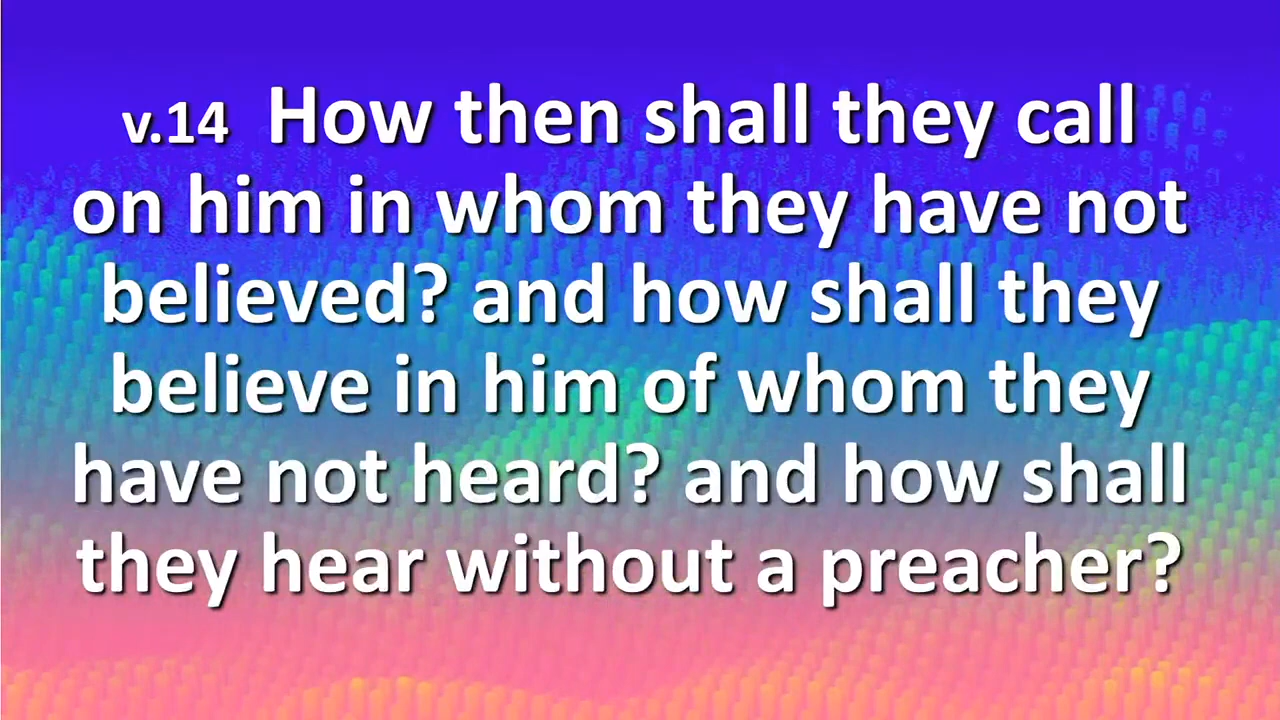 v.14 How then shall they call
on him in whom they have not
believed? and how shall they
believe in him of whom they
have not heard? and how shall
they hear without a preacher?